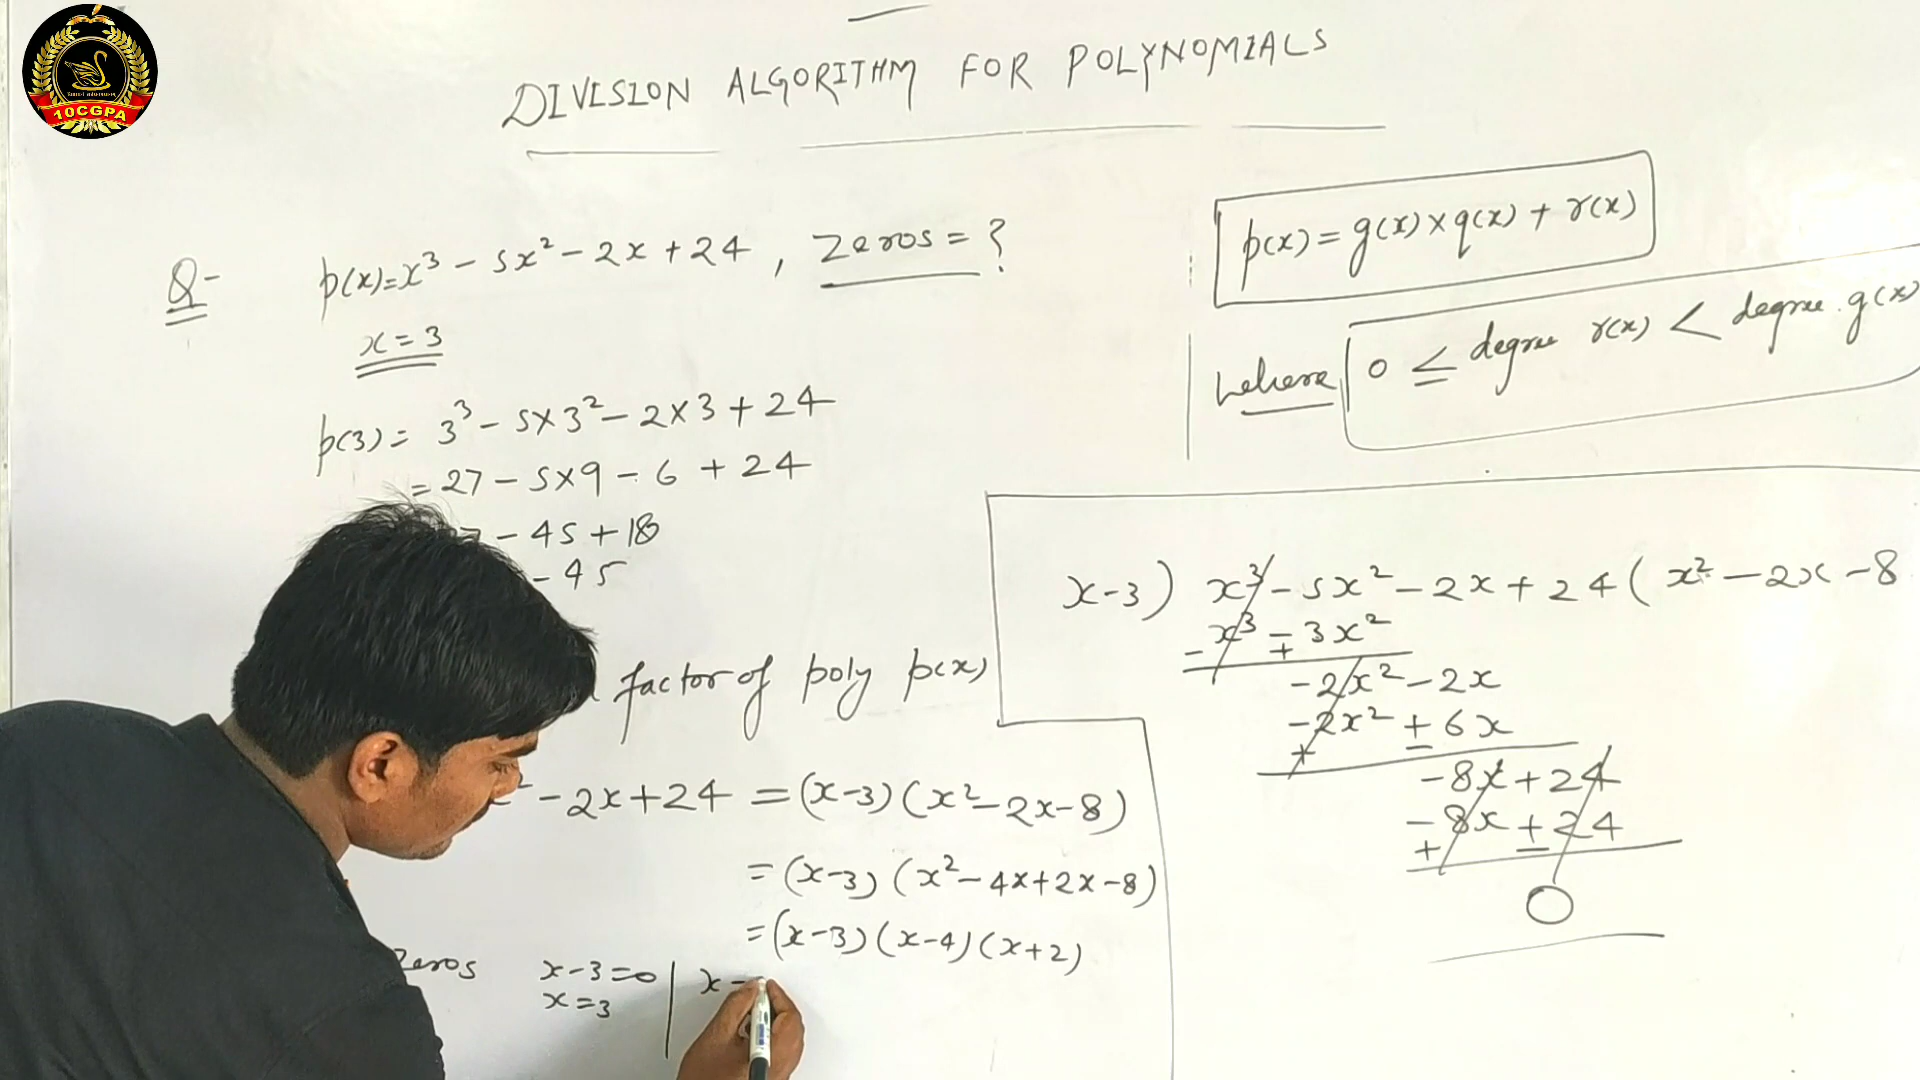 10CGPA
DIVISION ALGORITHM FOR POLYNOMIALS
Q- p(x)=x³ - 5x² - 2x + 24 , Zeros = ?
x = 3
p(3) = 3³ - 5×3² - 2×3 + 24
= 27 - 5×9 - 6 + 24
- 45 + 18
- 45
factor of poly p(x)
- 2x + 24 = (x-3) (x² - 2x - 8)
= (x-3) (x² - 4x + 2x - 8)
= (x-3) (x-4) (x+2)
Zeros x-3=0 | x -
x = 3
p(x) = g(x) × q(x) + r(x)
where 0 ≤ degree r(x) < degree g(x)
x-3) x³ - 5x² - 2x + 24 ( x² - 2x - 8
x³ - 3x²
- +
-2x² - 2x
-2x² + 6x
+ -
-8x + 24
-8x + 24
+ -
0